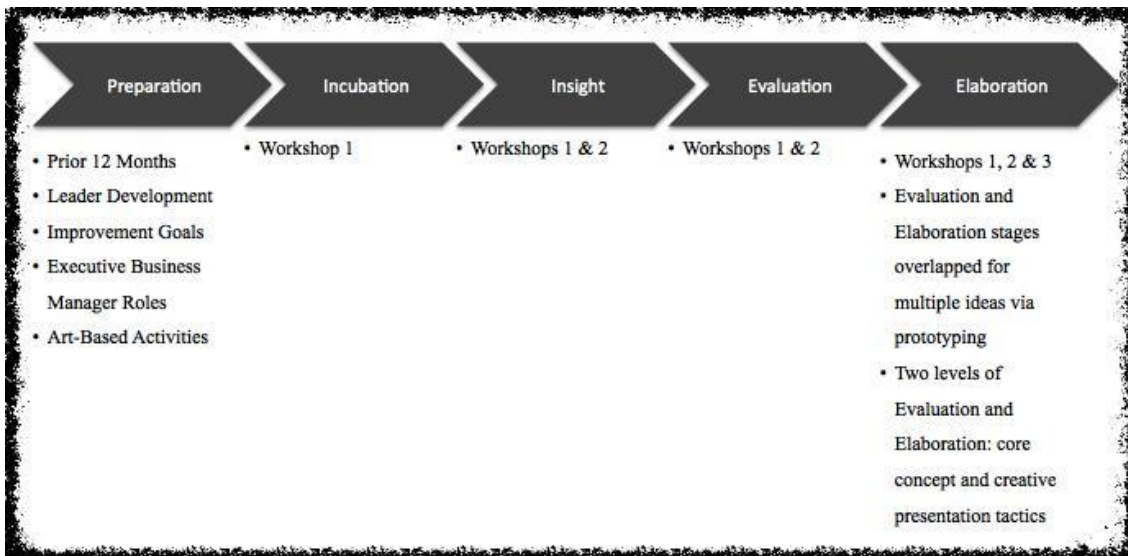 Preparation
Incubation
Insight
Evaluation
Elaboration
• Prior 12 Months
• Leader Development
• Improvement Goals
• Executive Business
Manager Roles
• Art-Based Activities
• Workshop 1
• Workshops 1 & 2
• Workshops 1 & 2
• Workshops 1, 2 & 3
• Evaluation and
Elaboration stages
overlapped for
multiple ideas via
prototyping
• Two levels of
Evaluation and
Elaboration: core
concept and creative
presentation tactics